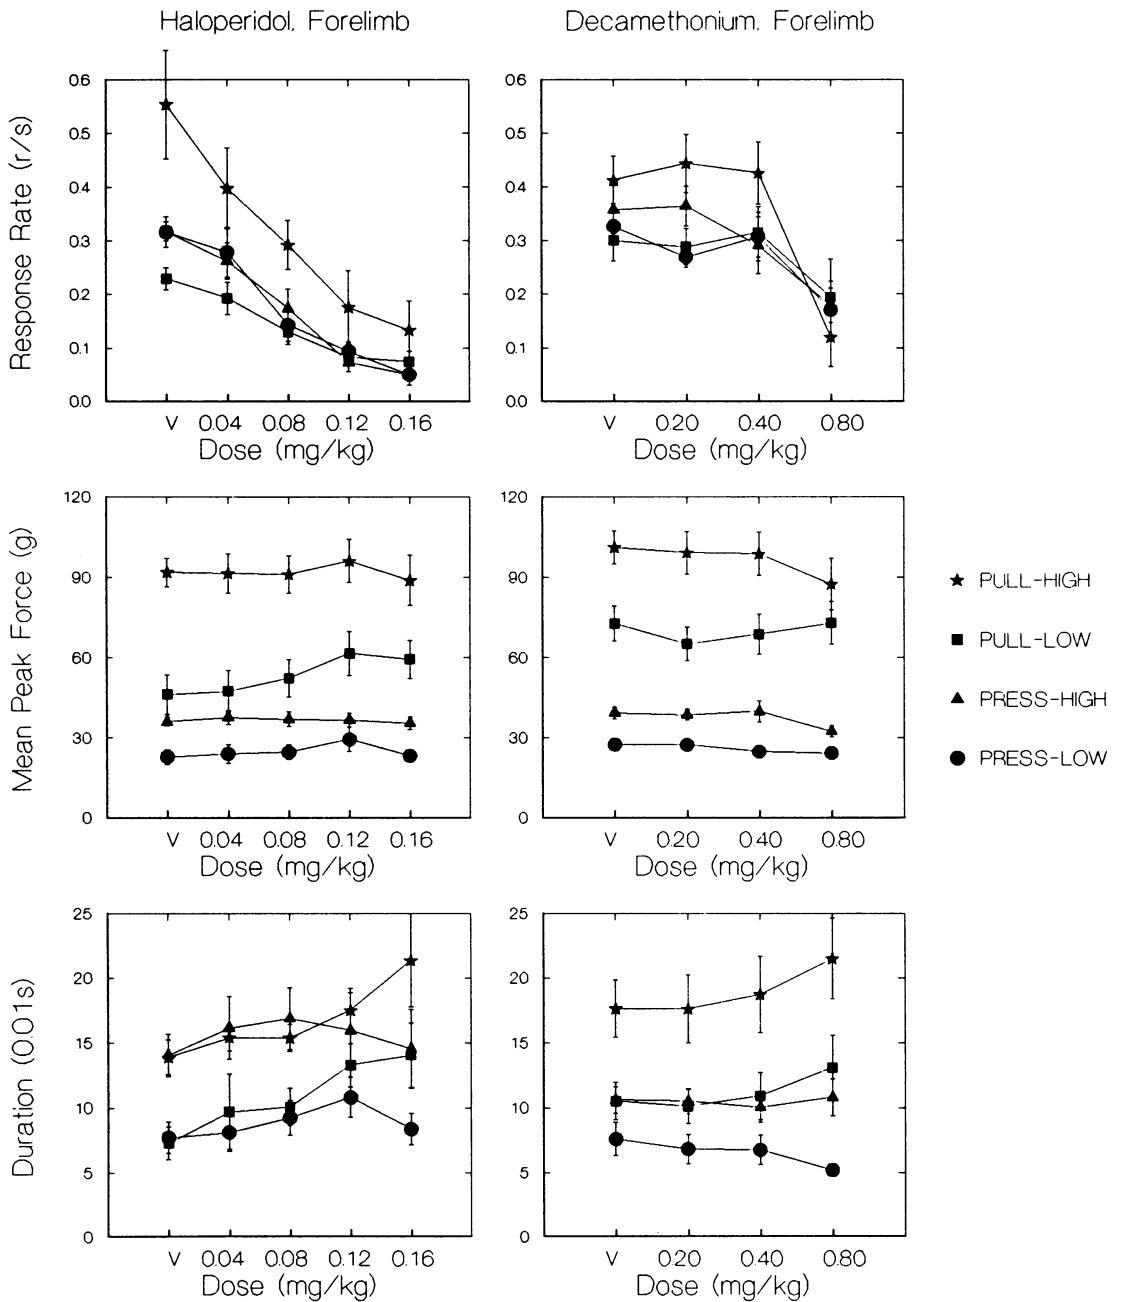 Haloperidol, Forelimb
Decamethonium, Forelimb
Response Rate (r/s)
0.6
0.5
0.4
0.3
0.2
0.1
0.0
V 0.04 0.08 0.12 0.16
Dose (mg/kg)
0.6
0.5
0.4
0.3
0.2
0.1
0.0
V 0.20 0.40 0.80
Dose (mg/kg)
Mean Peak Force (g)
120
90
60
30
0
V 0.04 0.08 0.12 0.16
Dose (mg/kg)
120
90
60
30
0
V 0.20 0.40 0.80
Dose (mg/kg)
PULL-HIGH
PULL-LOW
PRESS-HIGH
PRESS-LOW
Duration (0.01s)
25
20
15
10
5
0
V 0.04 0.08 0.12 0.16
Dose (mg/kg)
25
20
15
10
5
0
V 0.20 0.40 0.80
Dose (mg/kg)